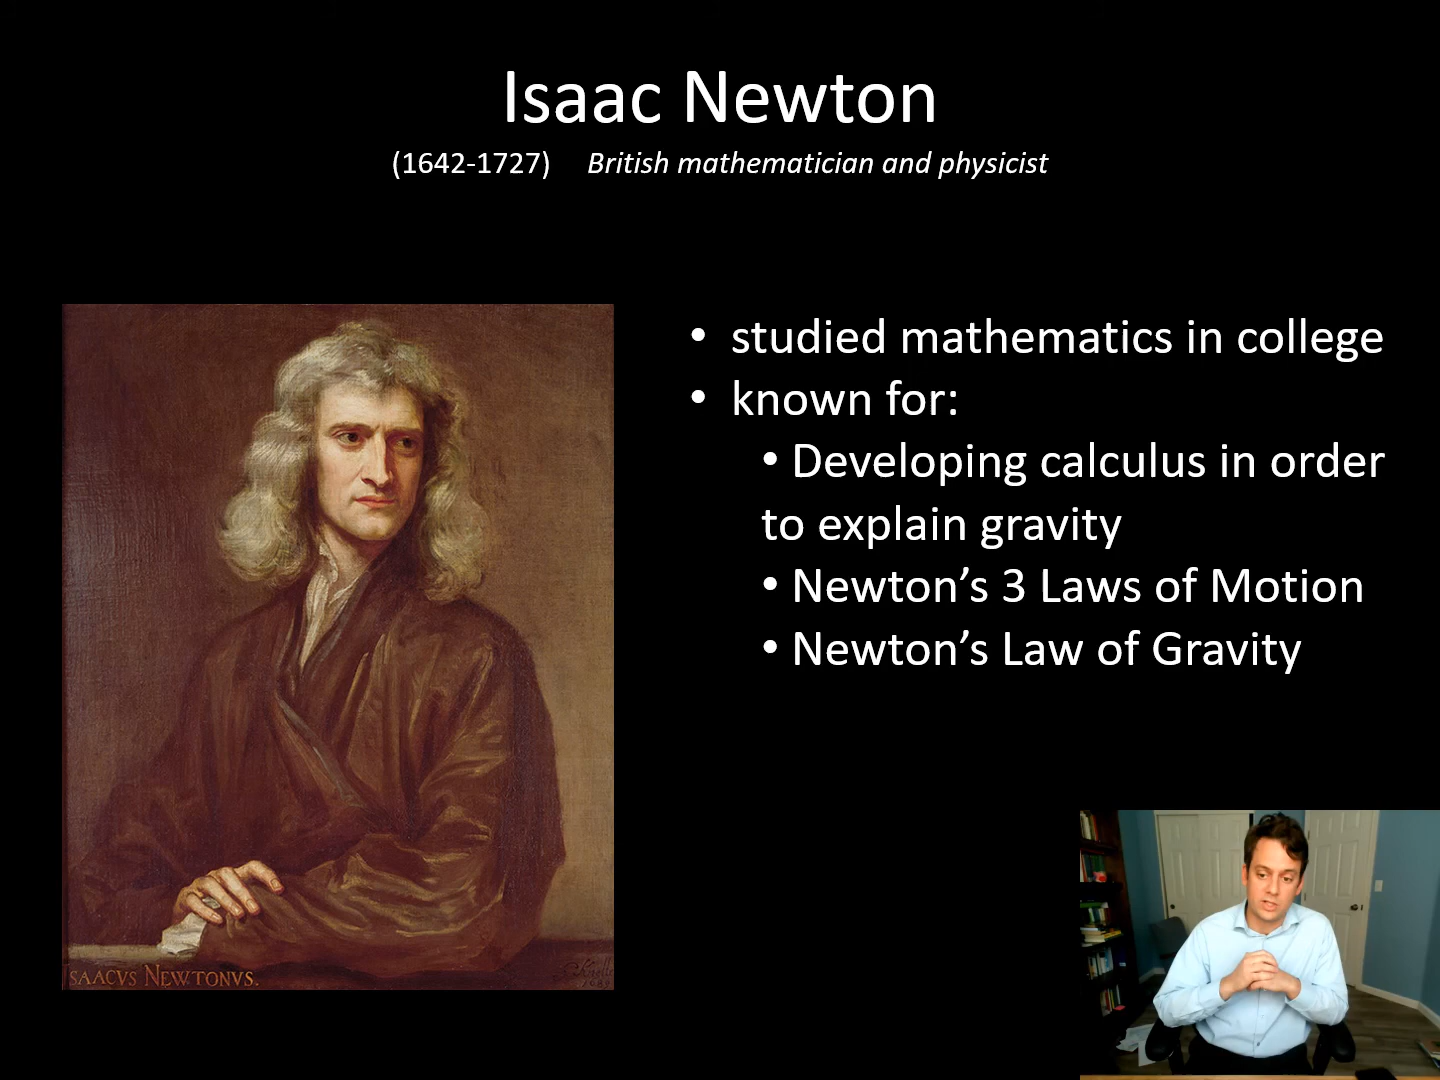 Isaac Newton
(1642-1727) British mathematician and physicist
• studied mathematics in college
• known for:
• Developing calculus in order
to explain gravity
• Newton’s 3 Laws of Motion
• Newton’s Law of Gravity
SAACVS NEWTONVS.